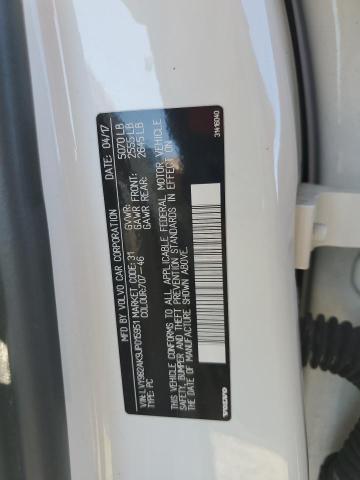 MFD BY VOLVO CAR CORPORATION DATE: 04/17
GVWR: 5070 LB
GAWR FRONT: 2555 LB
GAWR REAR: 2645 LB
THIS VEHICLE CONFORMS TO ALL APPLICABLE FEDERAL MOTOR VEHICLE
SAFETY, BUMPER AND THEFT PREVENTION STANDARDS IN EFFECT ON
THE DATE OF MANUFACTURE SHOWN ABOVE.
MARKET CODE: 31
TYPE: PC COLOUR: 707-46
VOLVO
31416040